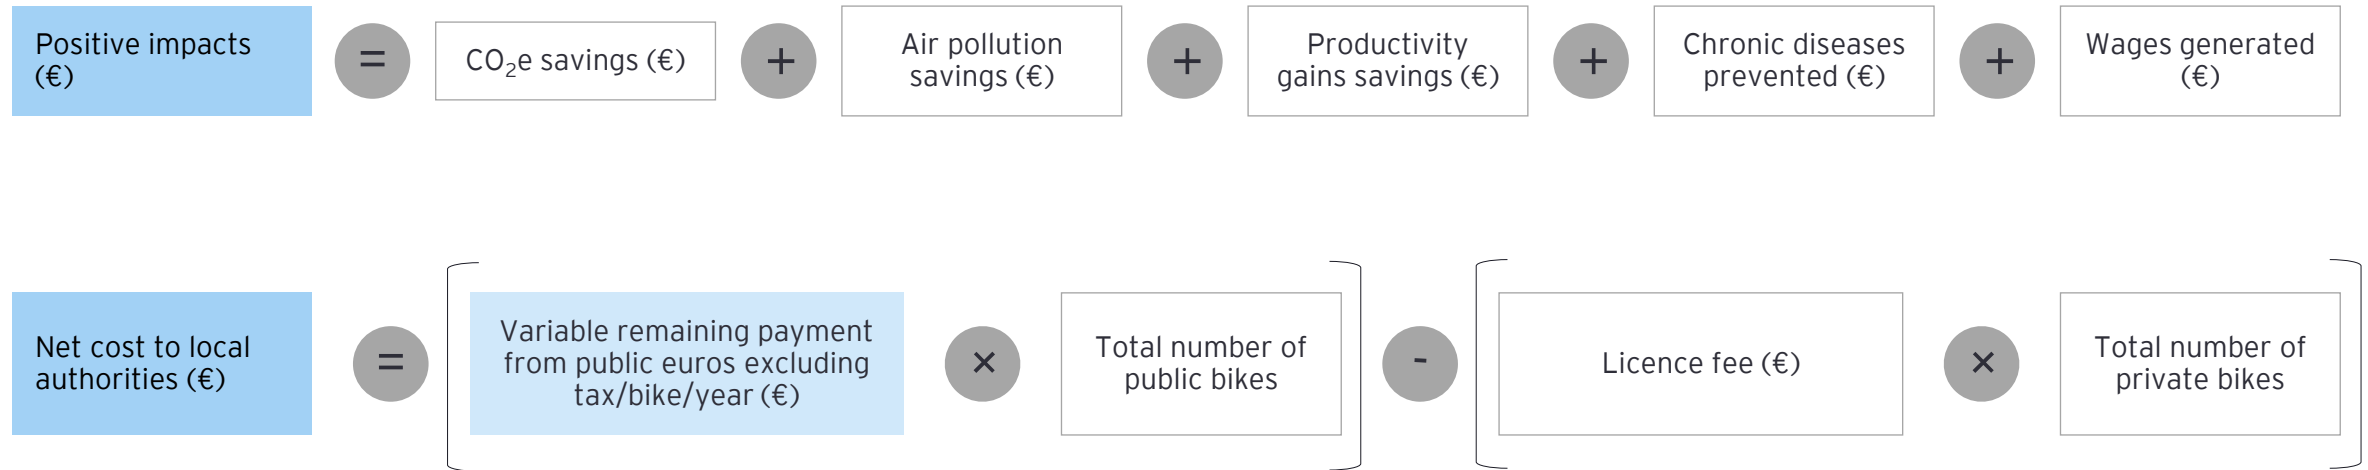 Positive impacts
(€)
=
CO₂e savings (€)
+
Air pollution
savings (€)
+
Productivity
gains savings (€)
+
Chronic diseases
prevented (€)
+
Wages generated
(€)
Net cost to local
authorities (€)
=
Variable remaining payment
from public euros excluding
tax/bike/year (€)
×
Total number of
public bikes
-
Licence fee (€)
×
Total number of
private bikes